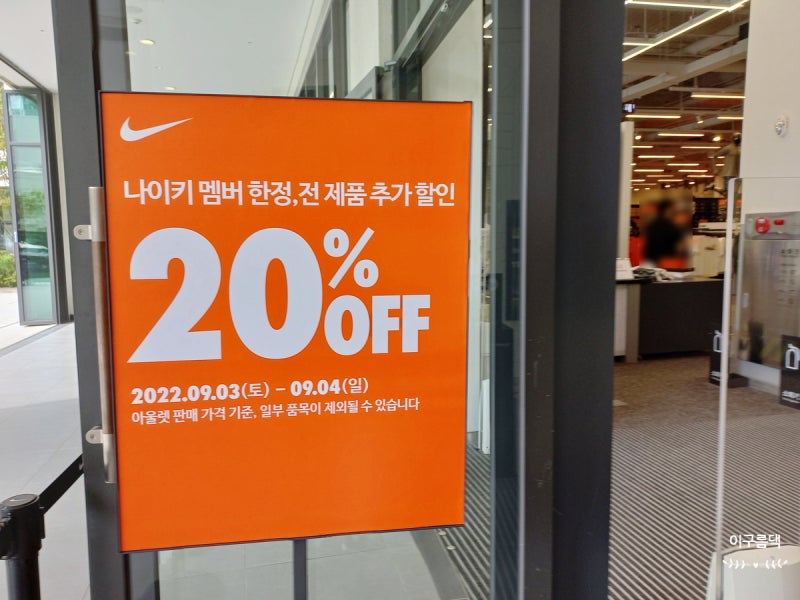 나이키 멤버 한정, 전 제품 추가 할인
20% OFF
2022.09.03(토) – 09.04(일)
아울렛 판매 가격 기준, 일부 품목이 제외될 수 있습니다
이구름댁